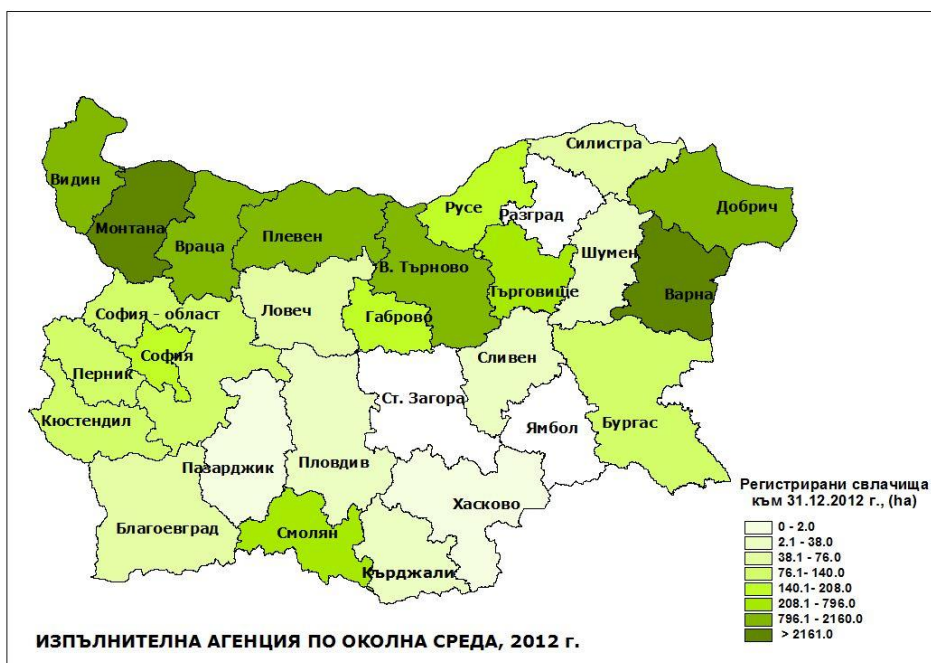 Силистра
Видин
Добрич
Русе
Разград
Монтана
Плевен
Враца
Шумен
В. Търново
Търговище
Варна
София - област
Ловеч
Габрово
София
Сливен
Перник
Ст. Загора
Кюстендил
Ямбол
Бургас
Пазарджик
Пловдив
Хасково
Благоевград
Смолян
Кърджали
Регистрирани свлачища
към 31.12.2012 г., (ha)
0 - 2.0
2.1 - 38.0
38.1 - 76.0
76.1- 140.0
140.1- 208.0
208.1 - 796.0
796.1 - 2160.0
> 2161.0
ИЗПЪЛНИТЕЛНА АГЕНЦИЯ ПО ОКОЛНА СРЕДА, 2012 г.